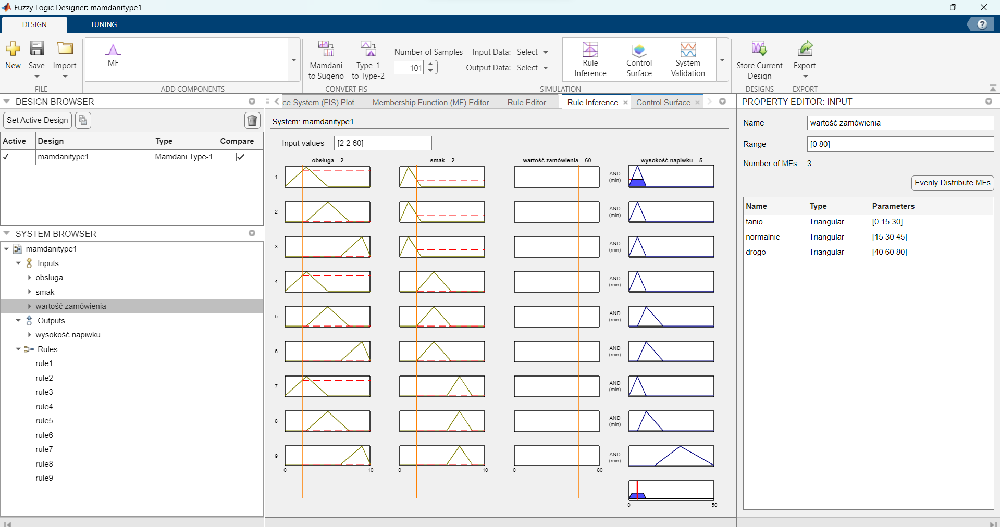 Fuzzy Logic Designer: mamdanitype1
DESIGN
TUNING
New
Save
Import
FILE
MF
ADD COMPONENTS
Mamdani
to Sugeno
Type-1
to Type-2
CONVERT FIS
Number of Samples
101
Input Data: Select
Output Data: Select
Rule
Inference
Control
Surface
System
Validation
SIMULATION
Store Current
Design
DESIGNS
Export
EXPORT
DESIGN BROWSER
Set Active Design
Active Design Type Compare
mamdanitype1 Mamdani Type-1
SYSTEM BROWSER
mamdanitype1
Inputs
obsługa
smak
wartość zamówienia
Outputs
wysokość napiwku
Rules
rule1
rule2
rule3
rule4
rule5
rule6
rule7
rule8
rule9
ce System (FIS) Plot
Membership Function (MF) Editor
Rule Editor
Rule Inference
Control Surface
System: mamdanitype1
Input values [2 2 60]
obsługa = 2 smak = 2 wartość zamówienia = 60 wysokość napiwku = 5
1 AND
(min)
2 AND
(min)
3 AND
(min)
4 AND
(min)
5 AND
(min)
6 AND
(min)
7 AND
(min)
8 AND
(min)
9 AND
(min)
0 10 0 10 0 80
0 50
PROPERTY EDITOR: INPUT
Name wartość zamówienia
Range [0 80]
Number of MFs: 3
Evenly Distribute MFs
Name Type Parameters
tanio Triangular [0 15 30]
normalnie Triangular [15 30 45]
drogo Triangular [40 60 80]